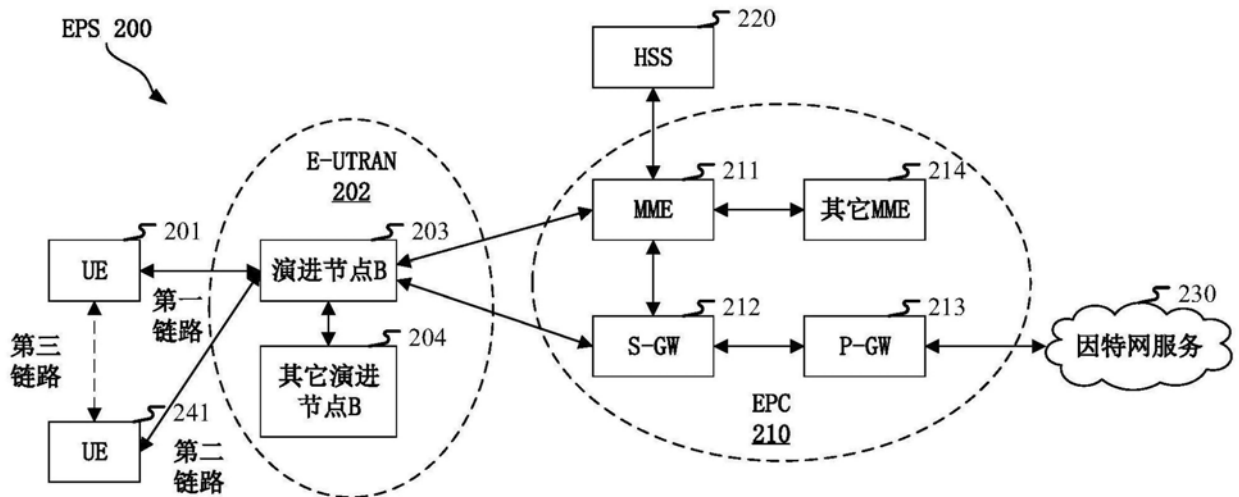 EPS 200
220
HSS
E-UTRAN
202
211
MME
214
其它MME
201
UE
203
演进节点B
第一
链路
第三
链路
204
其它演进
节点B
212
S-GW
213
P-GW
230
因特网服务
241
UE
第二
链路
EPC
210